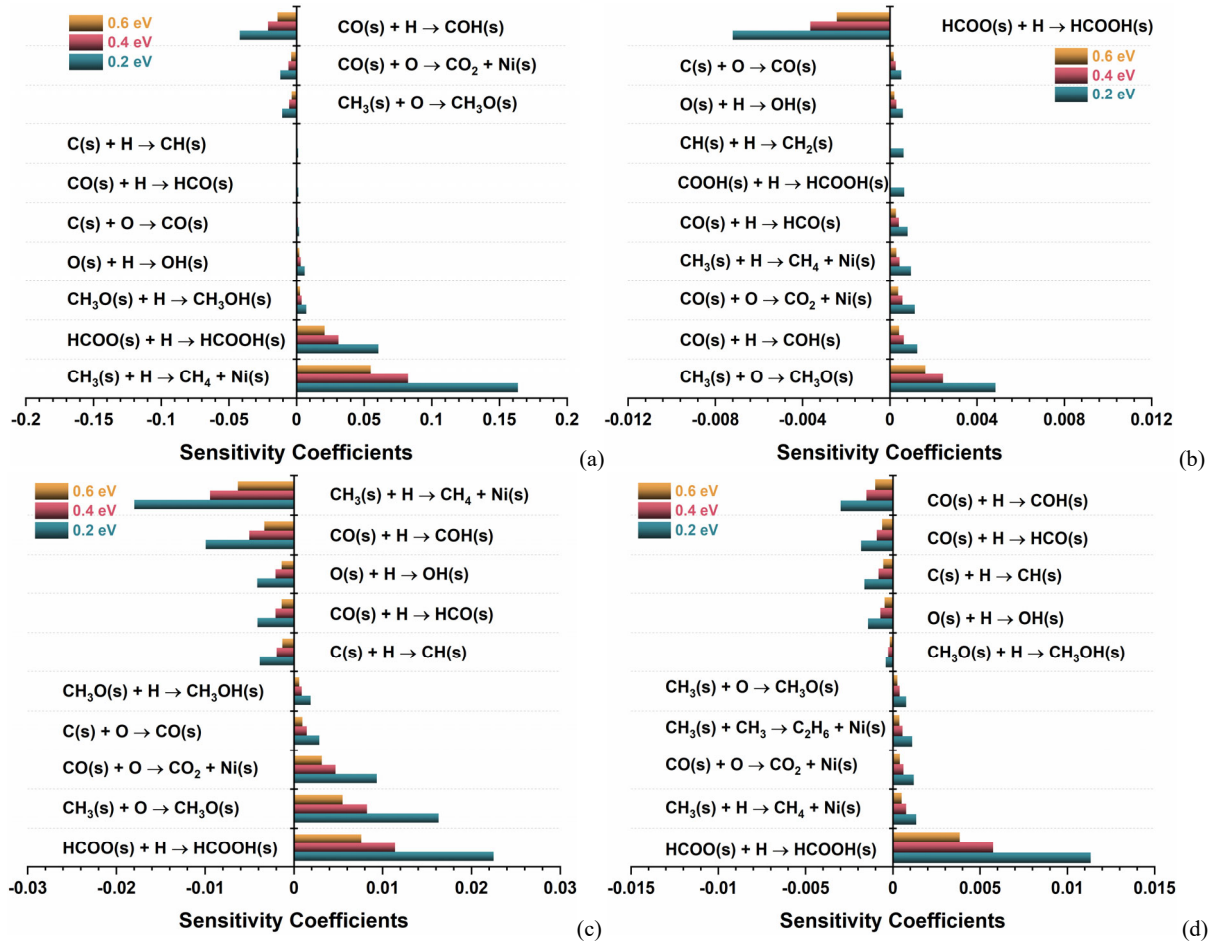 0.6 eV
0.4 eV
0.2 eV
CO(s) + H → COH(s)
CO(s) + O → CO₂ + Ni(s)
CH₃(s) + O → CH₃O(s)
C(s) + H → CH(s)
CO(s) + H → HCO(s)
C(s) + O → CO(s)
O(s) + H → OH(s)
CH₃O(s) + H → CH₃OH(s)
HCOO(s) + H → HCOOH(s)
CH₃(s) + H → CH₄ + Ni(s)
-0.2 -0.15 -0.1 -0.05 0 0.05 0.1 0.15 0.2
Sensitivity Coefficients
(a)
HCOO(s) + H → HCOOH(s)
0.6 eV
0.4 eV
0.2 eV
C(s) + O → CO(s)
O(s) + H → OH(s)
CH(s) + H → CH₂(s)
COOH(s) + H → HCOOH(s)
CO(s) + H → HCO(s)
CH₃(s) + H → CH₄ + Ni(s)
CO(s) + O → CO₂ + Ni(s)
CO(s) + H → COH(s)
CH₃(s) + O → CH₃O(s)
-0.012 -0.008 -0.004 0 0.004 0.008 0.012
Sensitivity Coefficients
(b)
0.6 eV
0.4 eV
0.2 eV
CH₃(s) + H → CH₄ + Ni(s)
CO(s) + H → COH(s)
O(s) + H → OH(s)
CO(s) + H → HCO(s)
C(s) + H → CH(s)
CH₃O(s) + H → CH₃OH(s)
C(s) + O → CO(s)
CO(s) + O → CO₂ + Ni(s)
CH₃(s) + O → CH₃O(s)
HCOO(s) + H → HCOOH(s)
-0.03 -0.02 -0.01 0 0.01 0.02 0.03
Sensitivity Coefficients
(c)
0.6 eV
0.4 eV
0.2 eV
CO(s) + H → COH(s)
CO(s) + H → HCO(s)
C(s) + H → CH(s)
O(s) + H → OH(s)
CH₃O(s) + H → CH₃OH(s)
CH₃(s) + O → CH₃O(s)
CH₃(s) + CH₃ → C₂H₆ + Ni(s)
CO(s) + O → CO₂ + Ni(s)
CH₃(s) + H → CH₄ + Ni(s)
HCOO(s) + H → HCOOH(s)
-0.015 -0.01 -0.005 0 0.005 0.01 0.015
Sensitivity Coefficients
(d)